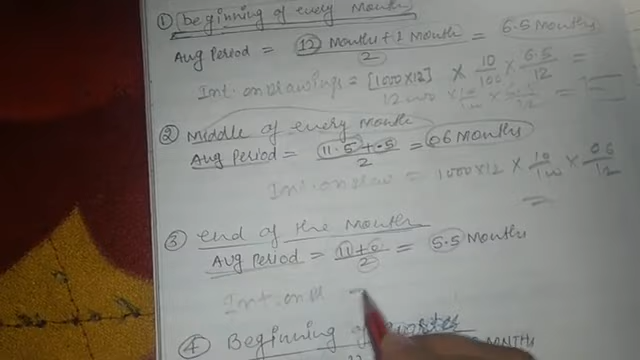 ① beginning of every Month
Avg Period = 12 Months + 1 Month / 2 = 6.5 Months
Int. on Drawings = [1000×12] × 10/100 × 6.5/12 =
② Middle of every Month
Avg Period = 11.5 + .5 / 2 = 06 Months
Int. on draw = 1000×12 × 10/100 × 06/12
=
③ end of the Month
Avg Period = 11+0 / 2 = 5.5 Months
Int. on
④ Beginning of